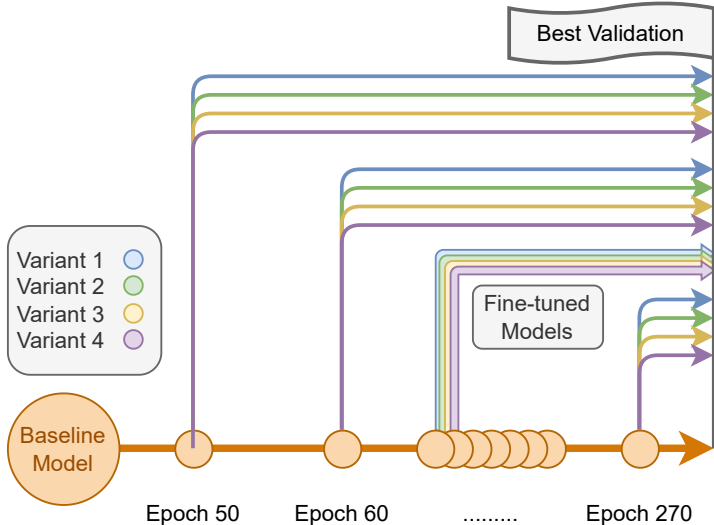 Best Validation
Variant 1
Variant 2
Variant 3
Variant 4
Fine-tuned
Models
Baseline
Model
Epoch 50
Epoch 60
.........
Epoch 270